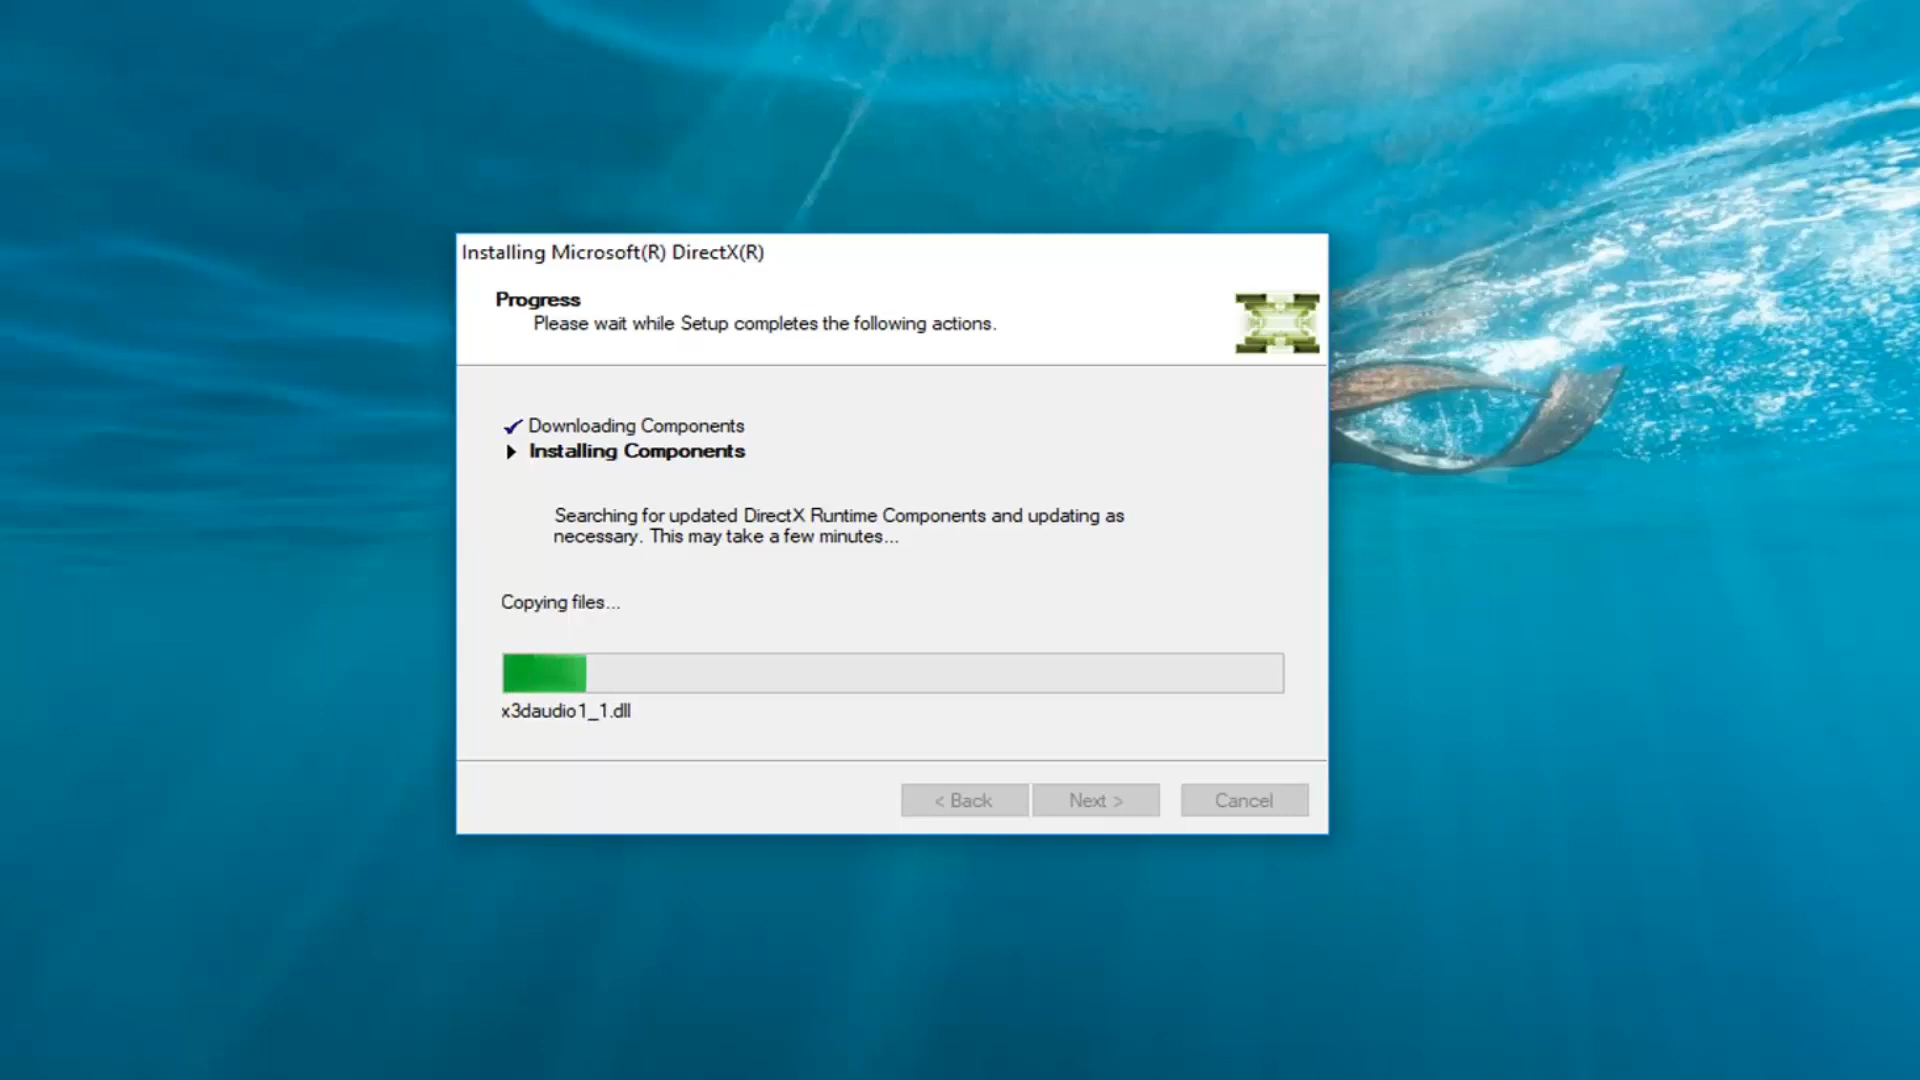 Installing Microsoft(R) DirectX(R)
Progress
Please wait while Setup completes the following actions.
Downloading Components
Installing Components
Searching for updated DirectX Runtime Components and updating as
necessary. This may take a few minutes...
Copying files...
x3daudio1_1.dll
< Back
Next >
Cancel